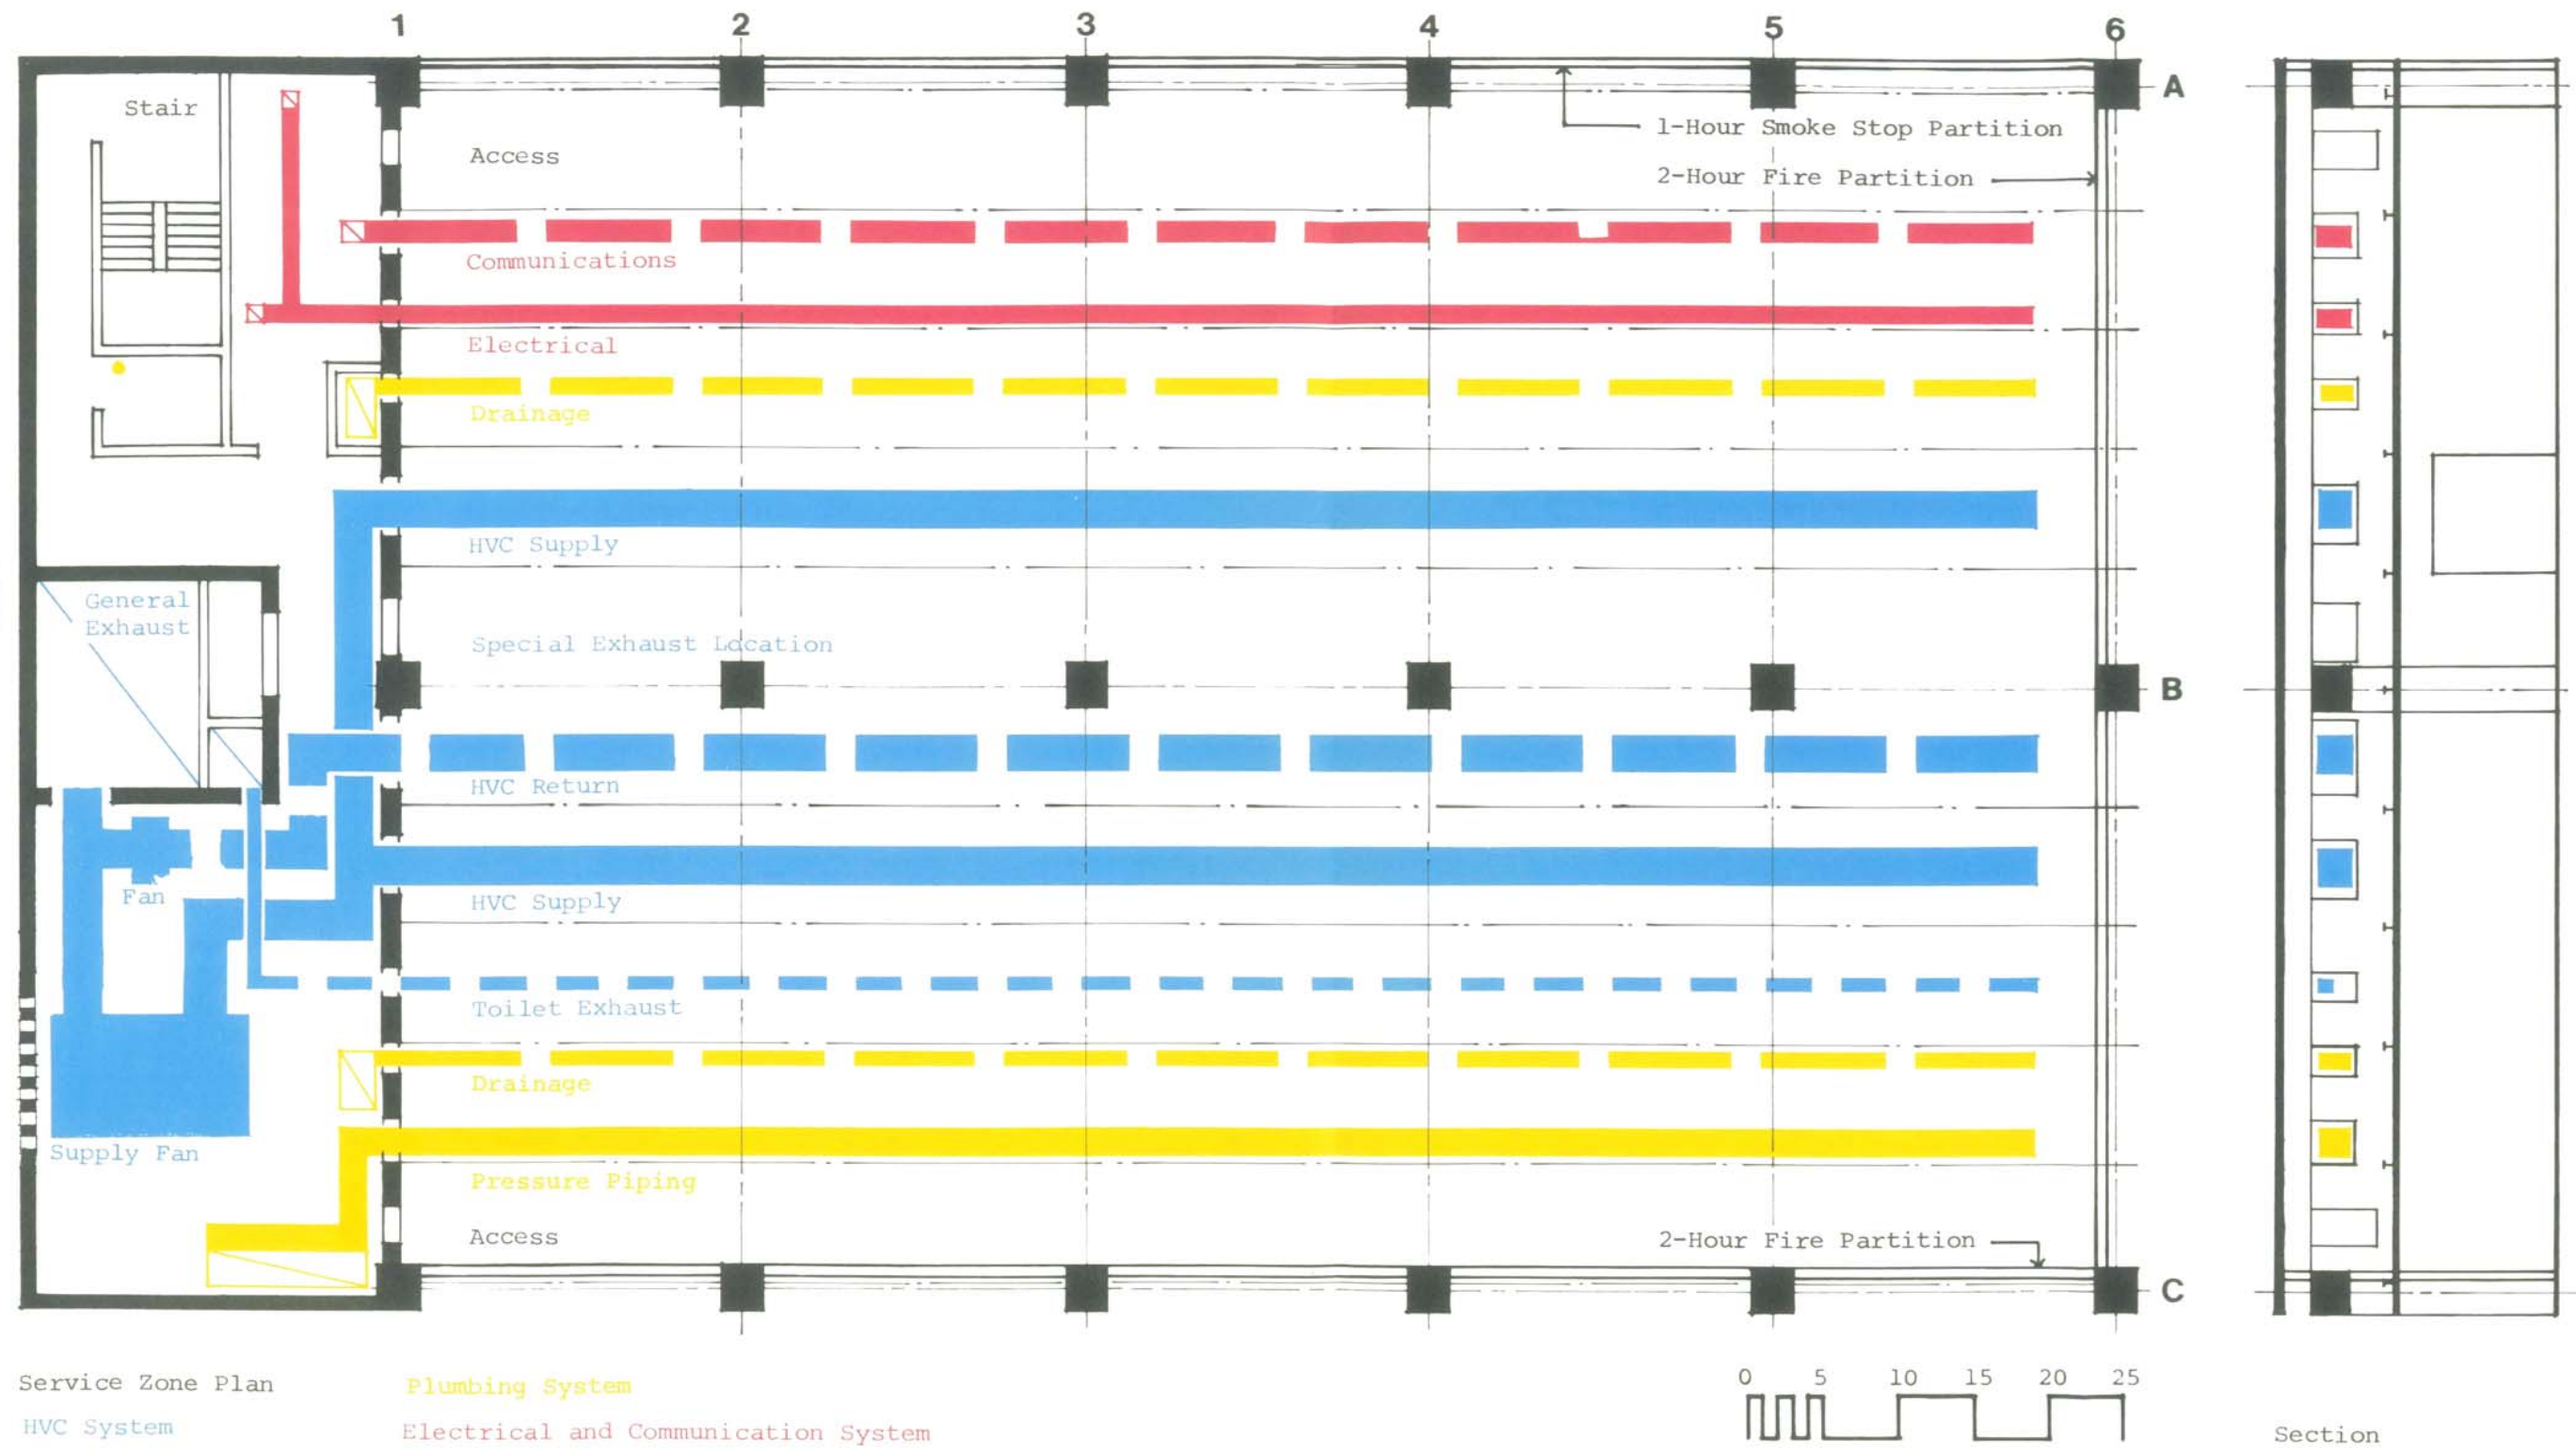 1 2 3 4 5 6
A
Stair
1-Hour Smoke Stop Partition
Access
2-Hour Fire Partition
Communications
Electrical
Drainage
HVC Supply
General
Exhaust
Special Exhaust Location
B
HVC Return
Fan
HVC Supply
Toilet Exhaust
Drainage
Supply Fan
Pressure Piping
Access
2-Hour Fire Partition
C
Service Zone Plan
Plumbing System
HVC System
Electrical and Communication System
0 5 10 15 20 25
Section